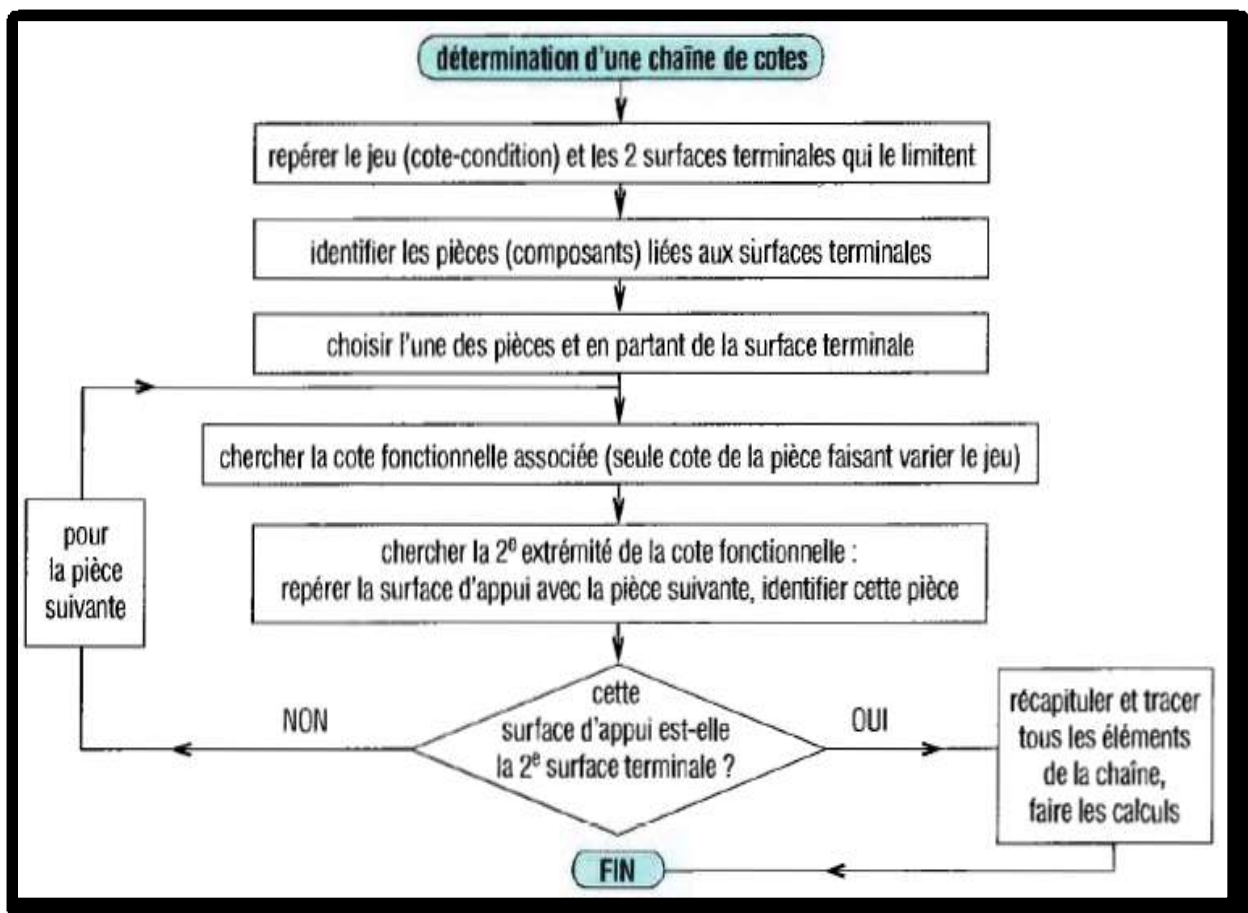 détermination d'une chaîne de cotes
repérer le jeu (cote-condition) et les 2 surfaces terminales qui le limitent
identifier les pièces (composants) liées aux surfaces terminales
choisir l'une des pièces et en partant de la surface terminale
chercher la cote fonctionnelle associée (seule cote de la pièce faisant varier le jeu)
chercher la 2e extrémité de la cote fonctionnelle :
repérer la surface d'appui avec la pièce suivante, identifier cette pièce
pour
la pièce
suivante
cette
surface d'appui est-elle
la 2e surface terminale ?
NON
OUI
récapituler et tracer
tous les éléments
de la chaîne,
faire les calculs
FIN